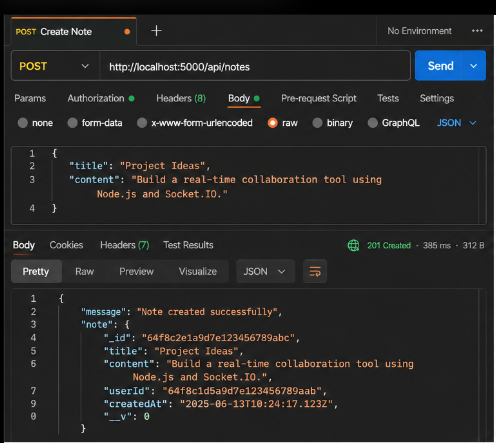 POST Create Note
No Environment
POST http://localhost:5000/api/notes Send
Params Authorization Headers (8) Body Pre-request Script Tests Settings
none form-data x-www-form-urlencoded raw binary GraphQL JSON
1 {
2 "title": "Project Ideas",
3 "content": "Build a real-time collaboration tool using
Node.js and Socket.IO."
4 }
Body Cookies Headers (7) Test Results 201 Created · 385 ms · 312 B
Pretty Raw Preview Visualize JSON
1 {
2 "message": "Note created successfully",
3 "note": {
4 "_id": "64f8c2e1a9d7e123456789abc",
5 "title": "Project Ideas",
6 "content": "Build a real-time collaboration tool using
Node.js and Socket.IO.",
7 "userId": "64f8c1d5a9d7e123456789aab",
9 "createdAt": "2025-06-13T10:24:17.123Z",
0 "__v": 0
}